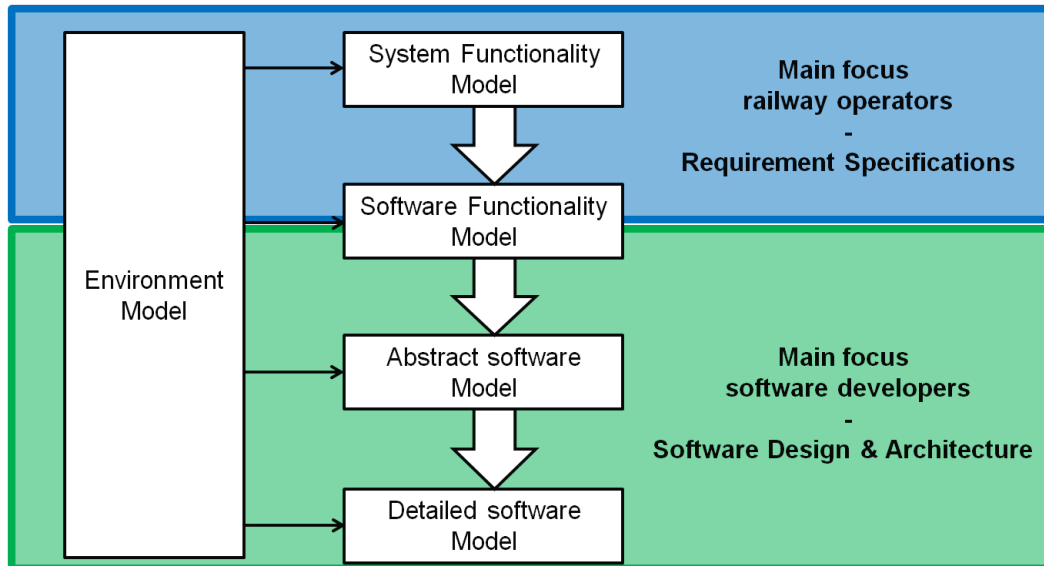 System Functionality
Model
Main focus
railway operators
-
Requirement Specifications
Software Functionality
Model
Environment
Model
Abstract software
Model
Main focus
software developers
-
Software Design & Architecture
Detailed software
Model